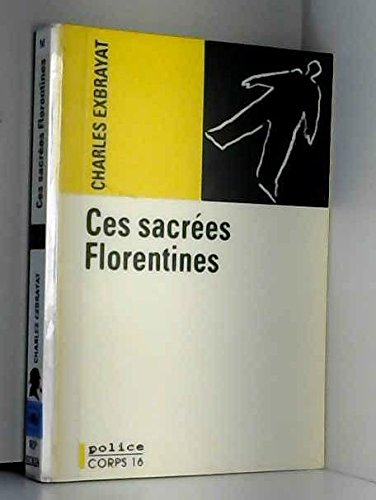 CHARLES EXBRAYAT
Ces sacrées
Florentines
police
CORPS 16
Ces sacrées Florentines
CHARLES EXBRAYAT